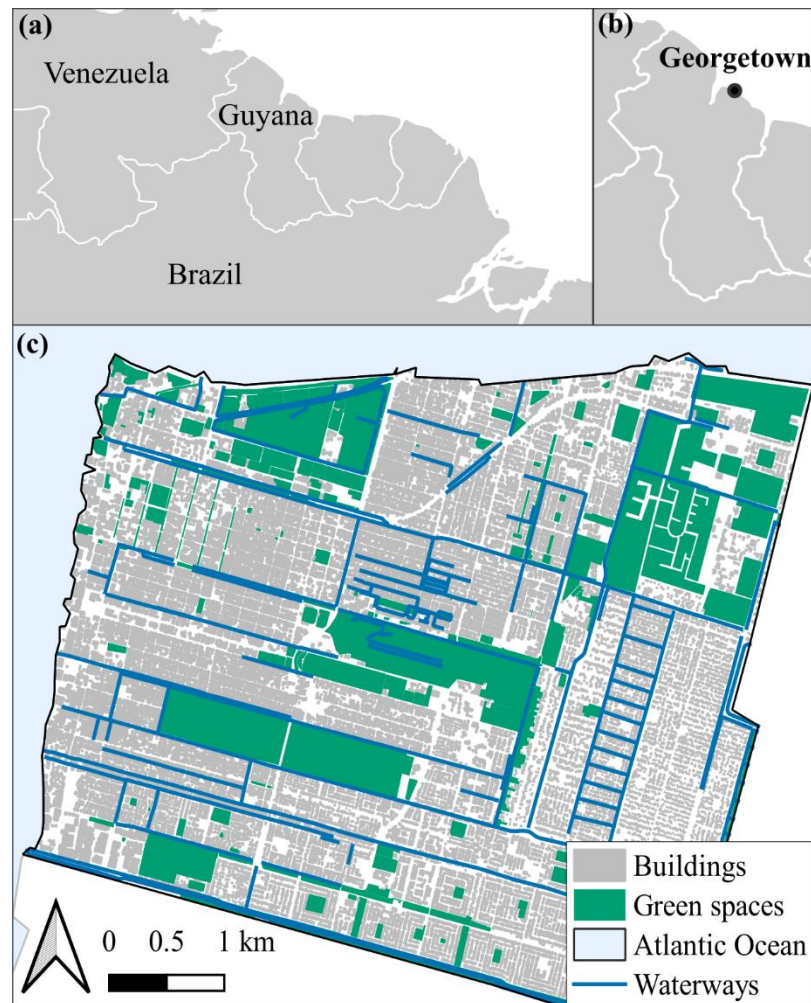 (a)
Venezuela
Guyana
Brazil
(b)
Georgetown
(c)
0 0.5 1 km
Buildings
Green spaces
Atlantic Ocean
Waterways